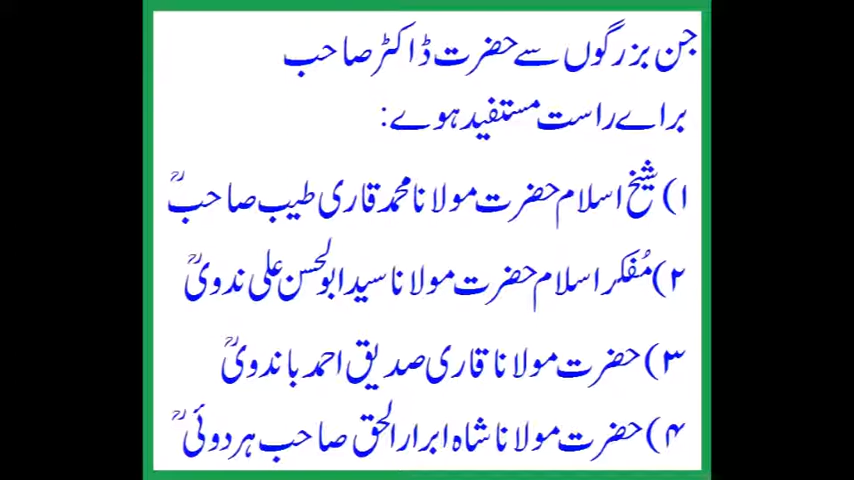 جن بزرگوں سے حضرت ڈاکٹر صاحب
براے راست مستفید ہوے:
۱) شیخ اسلام حضرت مولانا محمد قاری طیب صاحبؒ
۲) مُفکر اسلام حضرت مولانا سید ابوالحسن علی ندویؒ
۳) حضرت مولانا قاری صدیق احمد باندویؒ
۴) حضرت مولانا شاہ ابرار الحق صاحب ہردوئیؒ